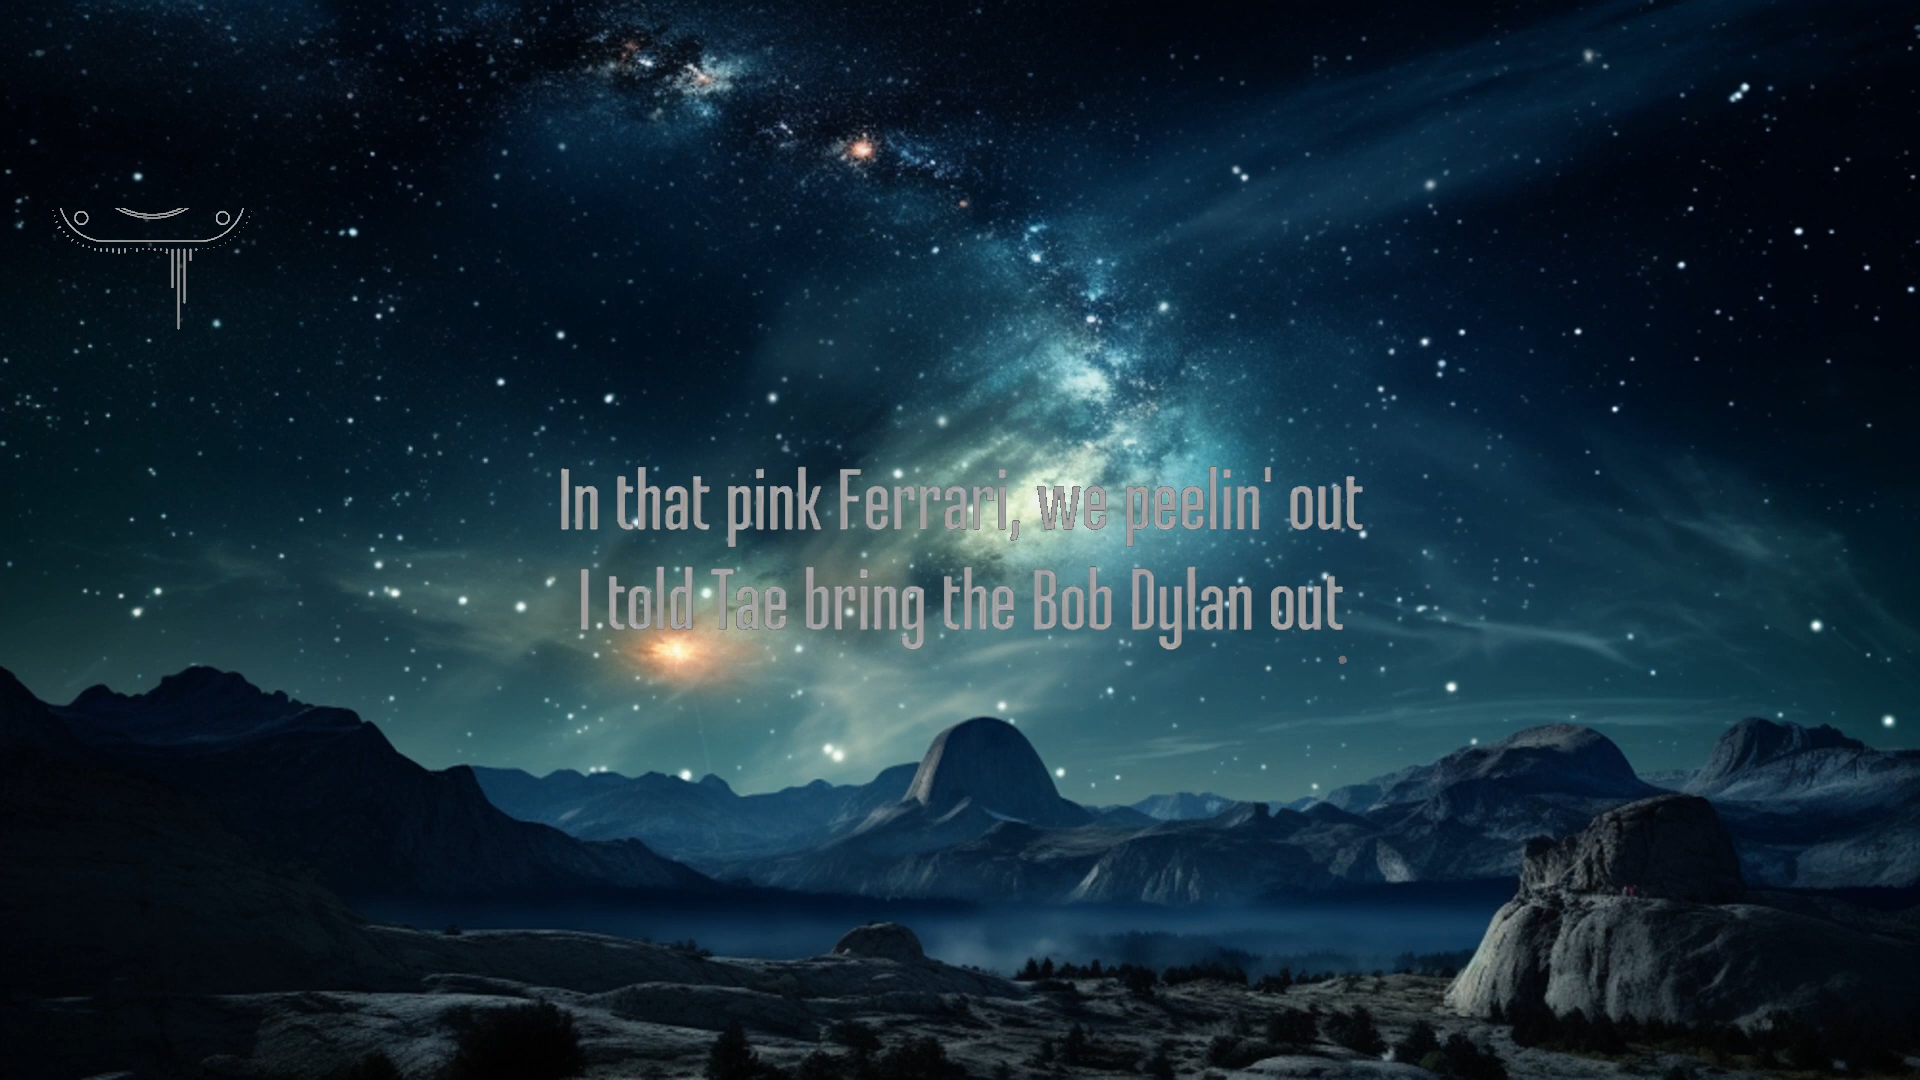 In that pink Ferrari, we peelin' out
I told Tae bring the Bob Dylan out